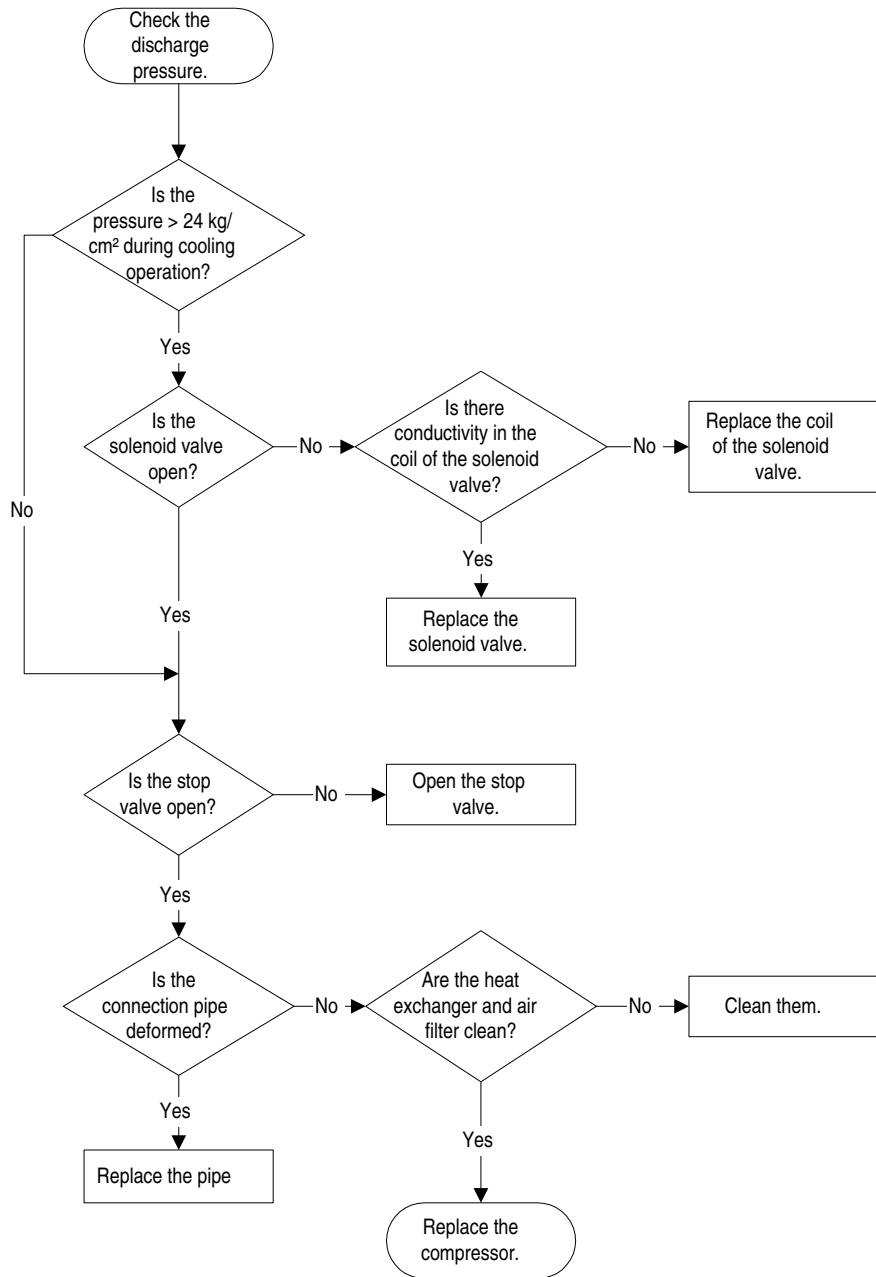 Check the
discharge
pressure.
Is the
pressure > 24 kg/
cm² during cooling
operation?
Yes
No
Is the
solenoid valve
open?
No
Is there
conductivity in the
coil of the solenoid
valve?
No
Replace the coil
of the solenoid
valve.
Yes
Replace the
solenoid valve.
Yes
Is the stop
valve open?
No
Open the stop
valve.
Yes
Is the
connection pipe
deformed?
No
Are the heat
exchanger and air
filter clean?
No
Clean them.
Yes
Replace the pipe
Yes
Replace the
compressor.